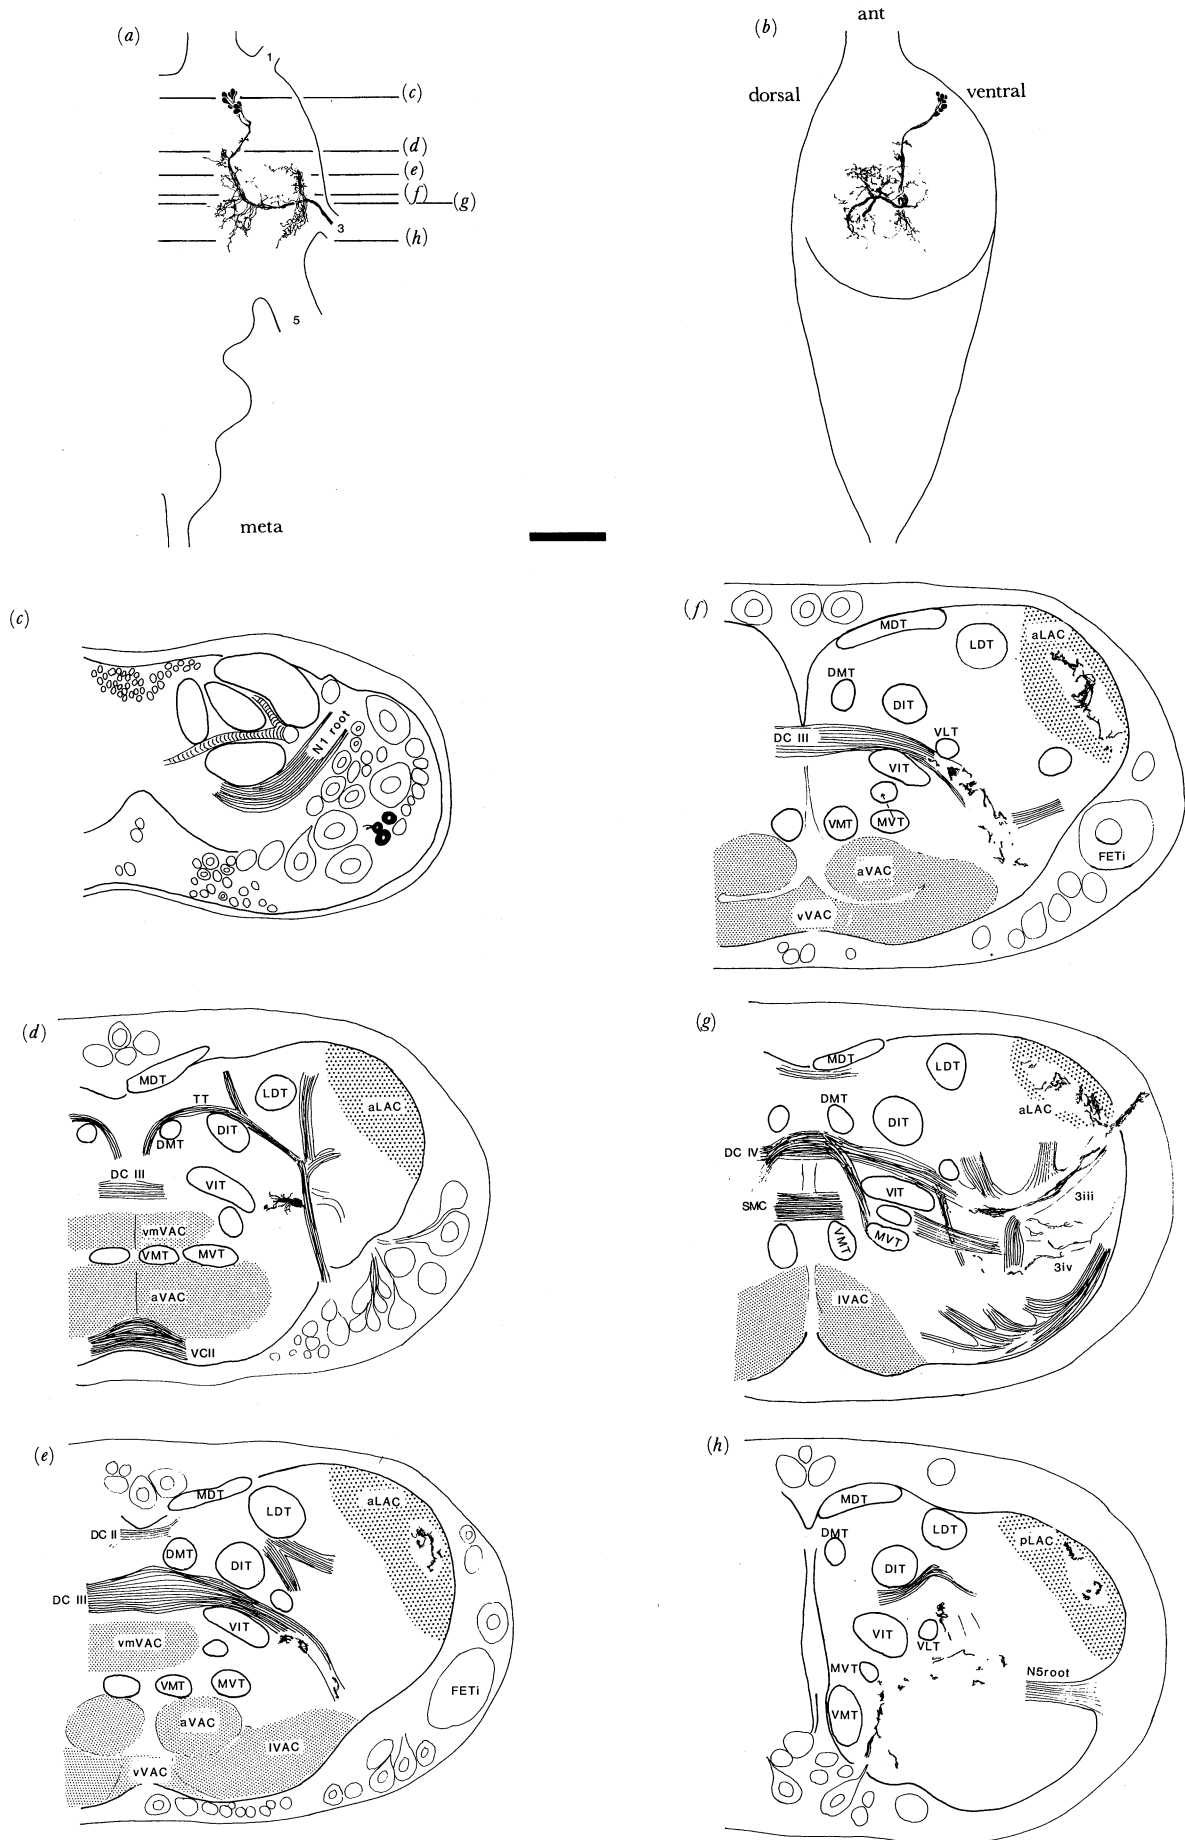 (a)
1
(c)
(d)
(e)
(f)
(g)
3
(h)
5
meta
(b)
ant
dorsal
ventral
(c)
N1 root
(d)
MDT
TT
LDT
aLAC
DMT
DIT
DC III
VIT
vmVAC
VMT
MVT
aVAC
VCII
(e)
MDT
LDT
aLAC
DC II
DMT
DIT
DC III
VIT
vmVAC
VMT
MVT
FETi
aVAC
lVAC
vVAC
(f)
MDT
LDT
aLAC
DMT
DIT
DC III
VLT
VIT
VMT
MVT
FETi
aVAC
vVAC
(g)
MDT
LDT
aLAC
DMT
DIT
DC IV
VIT
3iii
SMC
VMT
MVT
3iv
lVAC
(h)
MDT
DMT
LDT
pLAC
DIT
VIT
VLT
MVT
N5root
VMT